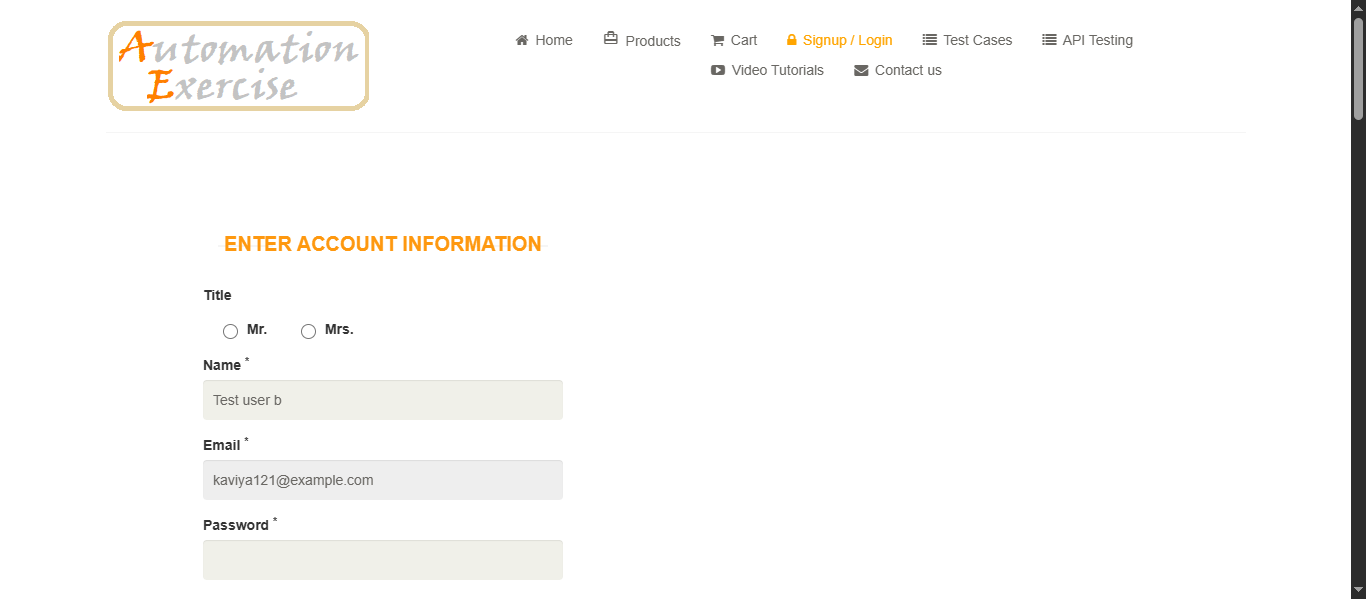 Automation
Exercise
Home Products Cart Signup / Login Test Cases API Testing
Video Tutorials Contact us
ENTER ACCOUNT INFORMATION
Title
Mr. Mrs.
Name *
Test user b
Email *
kaviya121@example.com
Password *